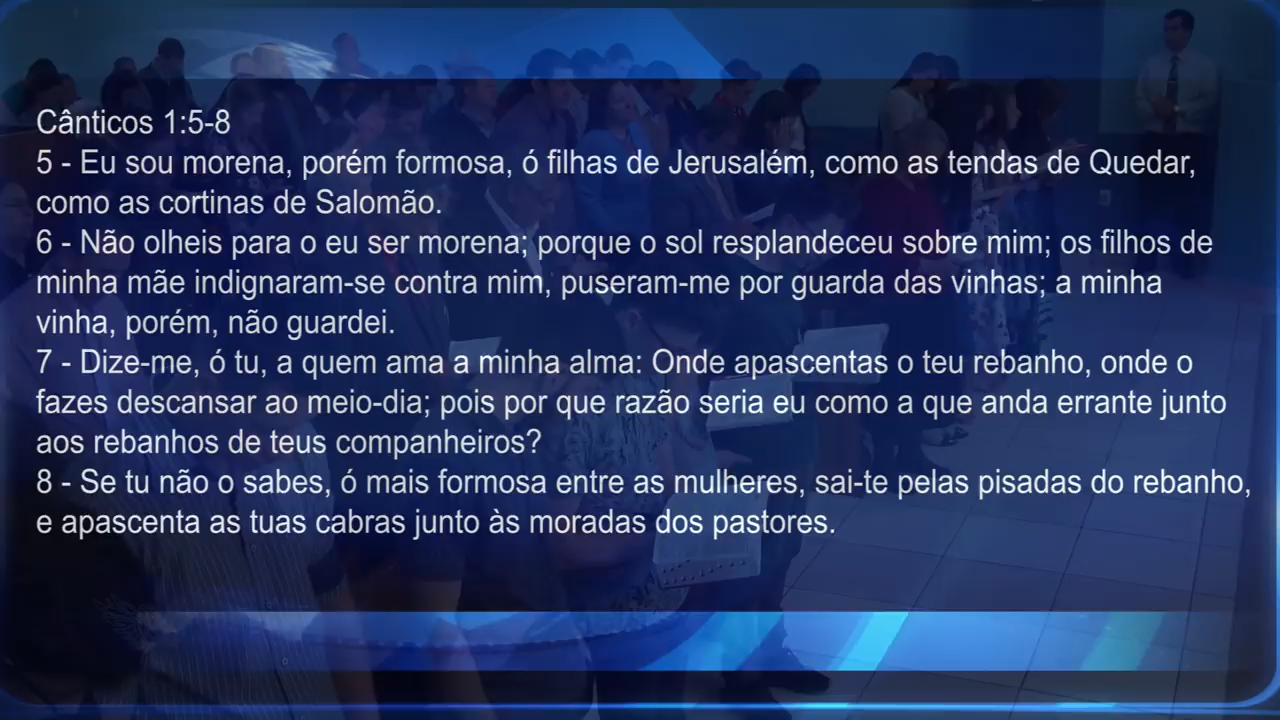 Cânticos 1:5-8
5 - Eu sou morena, porém formosa, ó filhas de Jerusalém, como as tendas de Quedar,
como as cortinas de Salomão.
6 - Não olheis para o eu ser morena; porque o sol resplandeceu sobre mim; os filhos de
minha mãe indignaram-se contra mim, puseram-me por guarda das vinhas; a minha
vinha, porém, não guardei.
7 - Dize-me, ó tu, a quem ama a minha alma: Onde apascentas o teu rebanho, onde o
fazes descansar ao meio-dia; pois por que razão seria eu como a que anda errante junto
aos rebanhos de teus companheiros?
8 - Se tu não o sabes, ó mais formosa entre as mulheres, sai-te pelas pisadas do rebanho,
e apascenta as tuas cabras junto às moradas dos pastores.